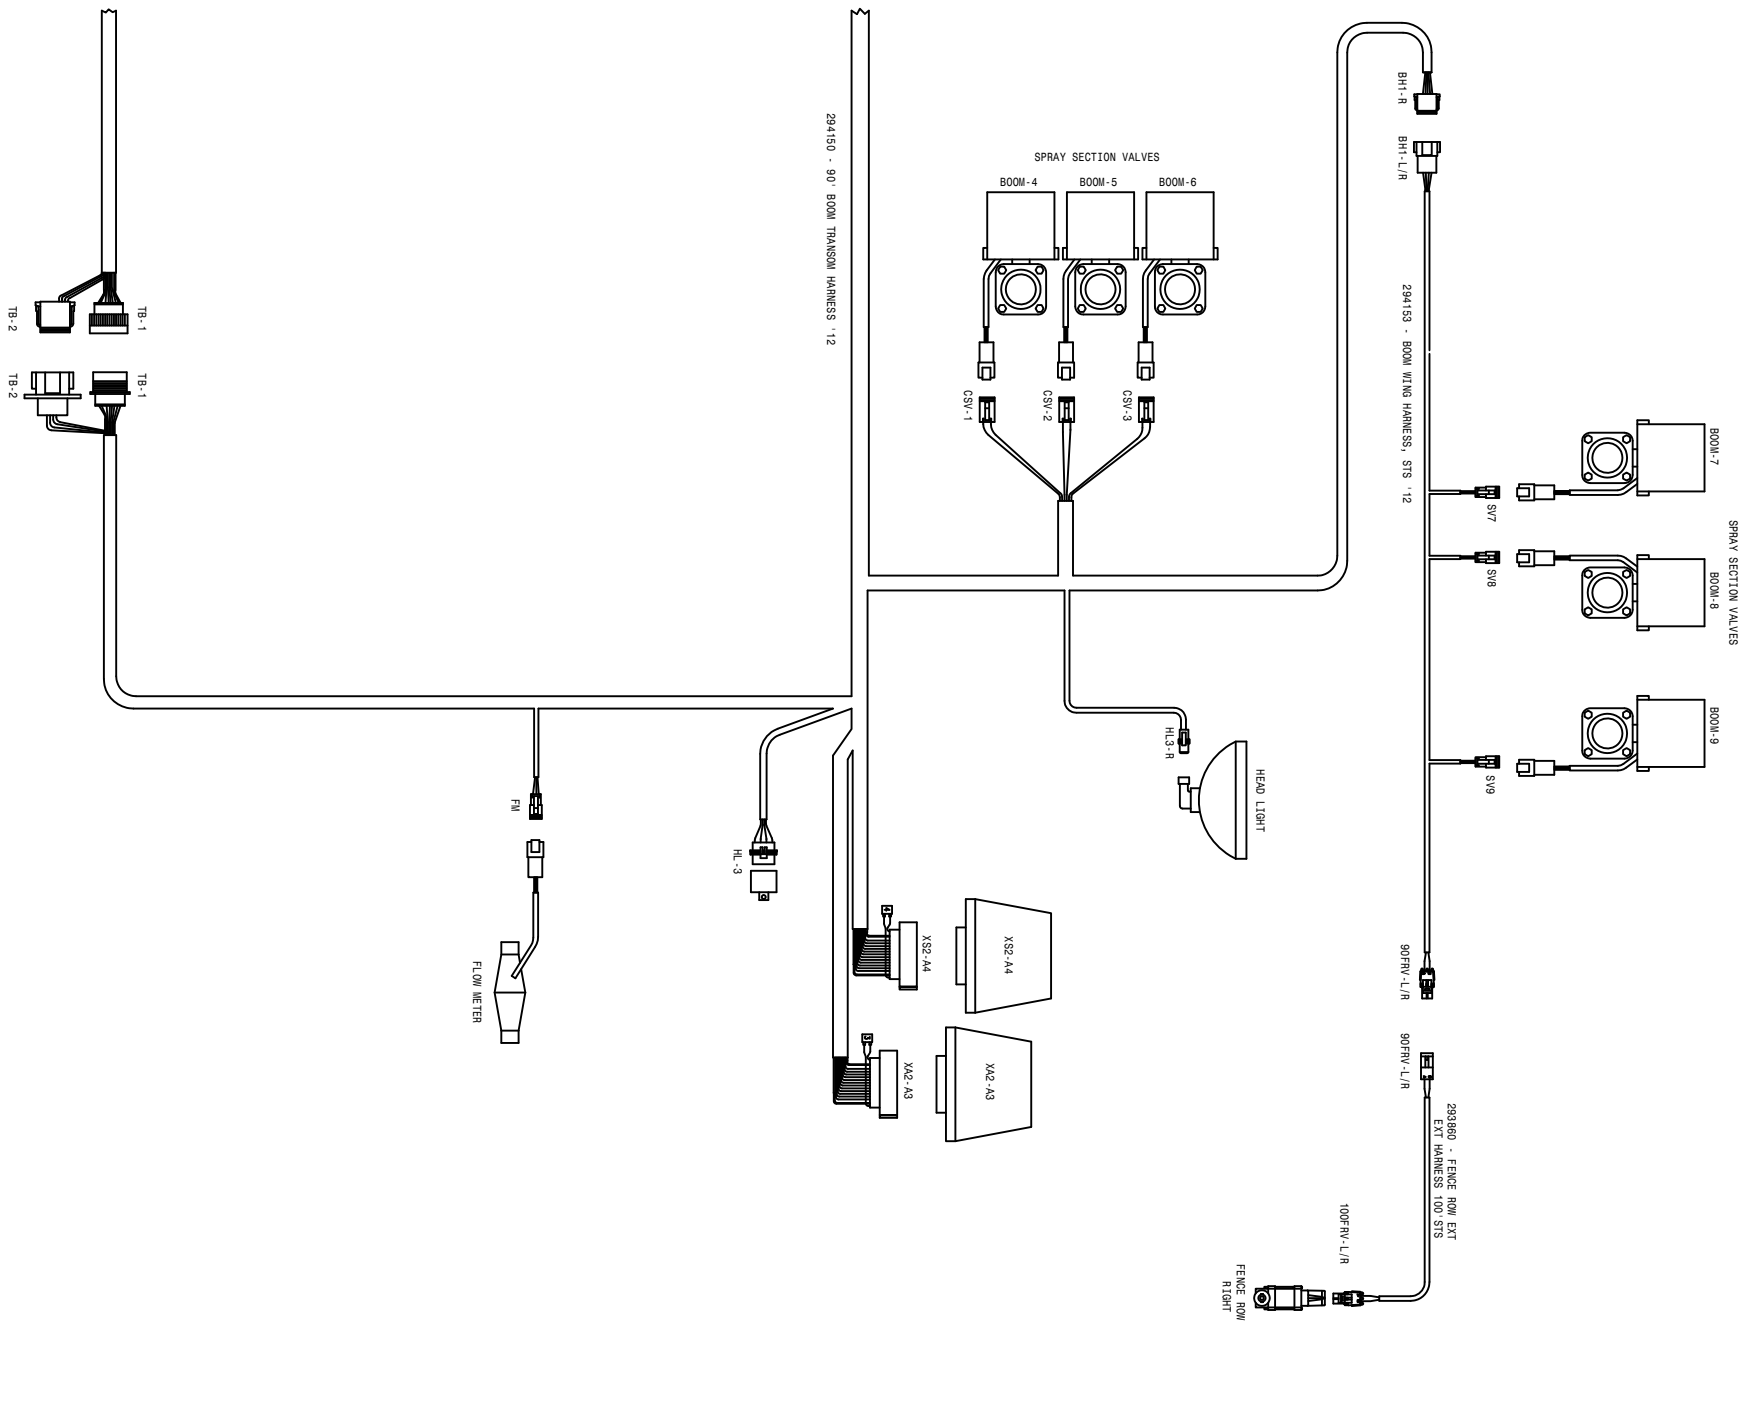 BH1-R
BH1-L/R
294150 - 90' BOOM TRANSOM HARNESS '12
SPRAY SECTION VALVES
BOOM-4
BOOM-5
BOOM-6
CSV-1
CSV-2
CSV-3
294153 - BOOM WING HARNESS, STS '12
SPRAY SECTION VALVES
BOOM-7
BOOM-8
BOOM-9
SV7
SV8
SV9
TB-2
TB-1
TB-2
TB-1
HL3-R
HEAD LIGHT
FM
FLOW METER
HL-3
4
XS2-A4
XS2-A4
3
XA2-A3
XA2-A3
90FRV-L/R
90FRV-L/R
293860 - FENCE ROW EXT
EXT HARNESS 100'STS
100FRV-L/R
FENCE ROW
RIGHT